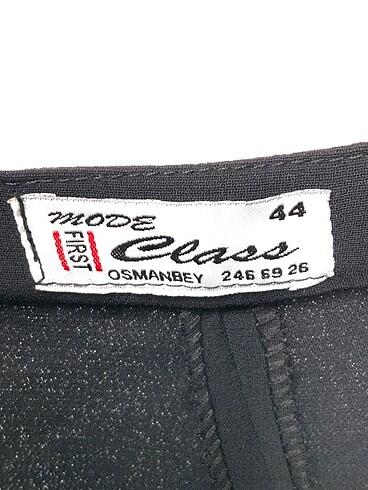 MODE 44
FIRST Class
OSMANBEY 246 69 26